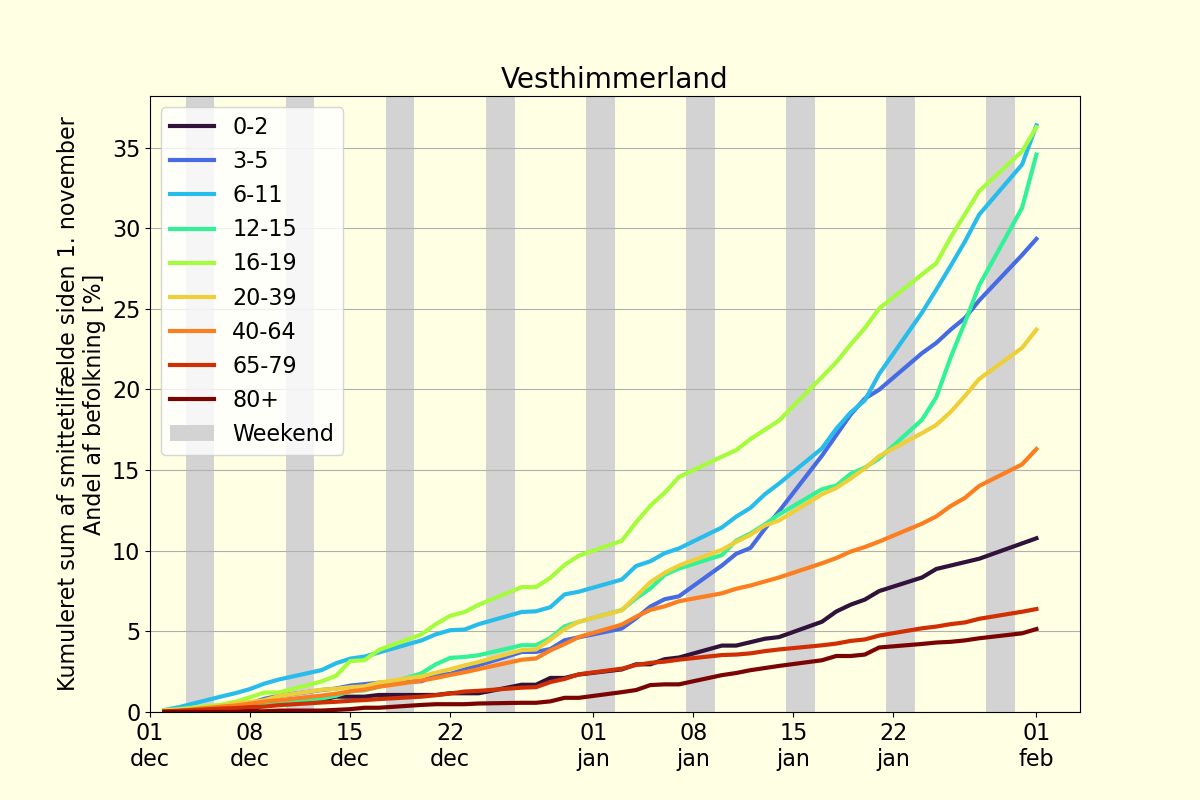 Vesthimmerland
Kumuleret sum af smittetilfælde siden 1. november
Andel af befolkning [%]
35
30
25
20
15
10
5
0
0-2
3-5
6-11
12-15
16-19
20-39
40-64
65-79
80+
Weekend
01 08 15 22 01 08 15 22 01
dec dec dec dec jan jan jan jan feb